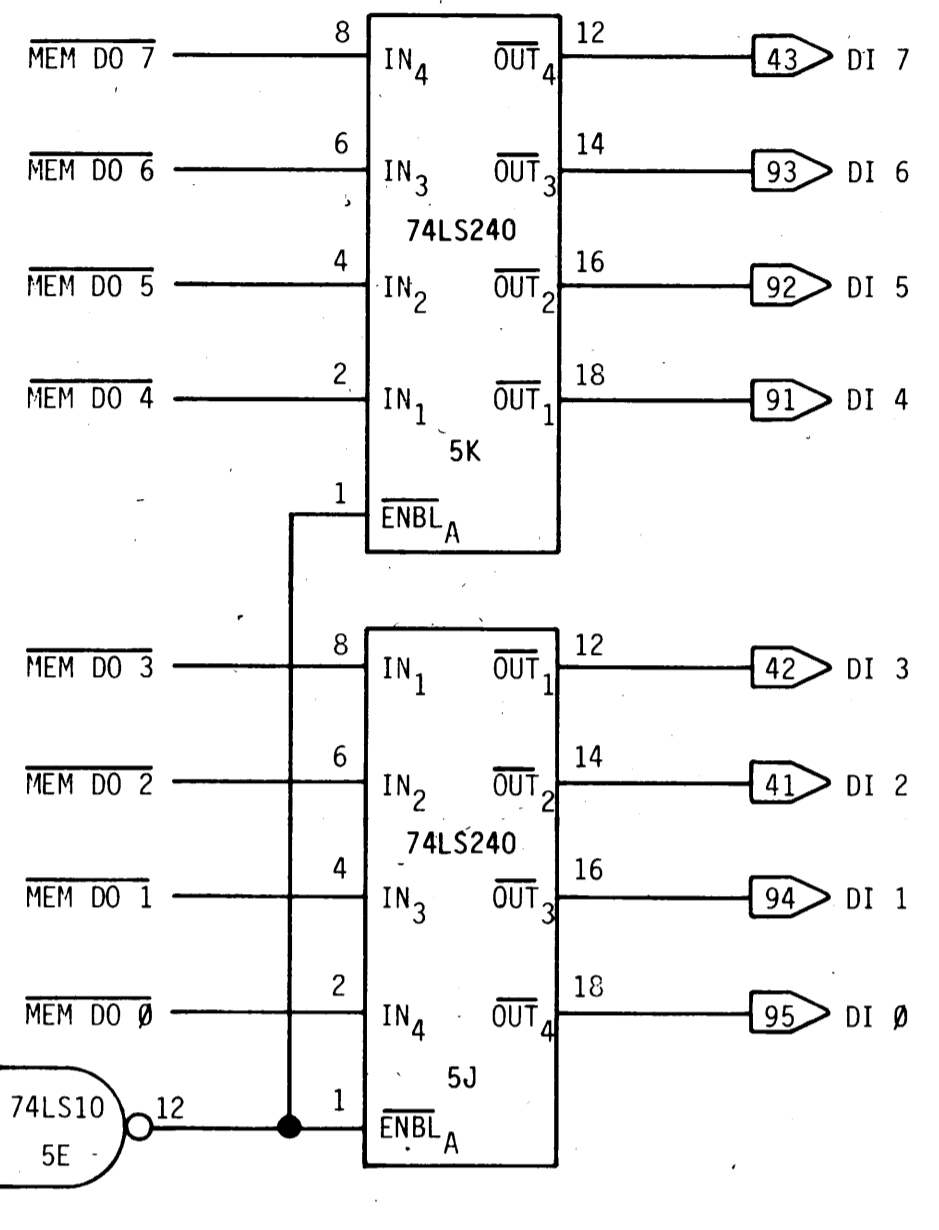 MEM DO 7 8 IN4 OUT4 12 43 DI 7
MEM DO 6 6 IN3 OUT3 14 93 DI 6
74LS240
MEM DO 5 4 IN2 OUT2 16 92 DI 5
MEM DO 4 2 IN1 OUT1 18 91 DI 4
5K
1 ENBLA
MEM DO 3 8 IN1 OUT1 12 42 DI 3
MEM DO 2 6 IN2 OUT2 14 41 DI 2
74LS240
MEM DO 1 4 IN3 OUT3 16 94 DI 1
MEM DO Ø 2 IN4 OUT4 18 95 DI Ø
5J
74LS10 12 1 ENBLA
5E